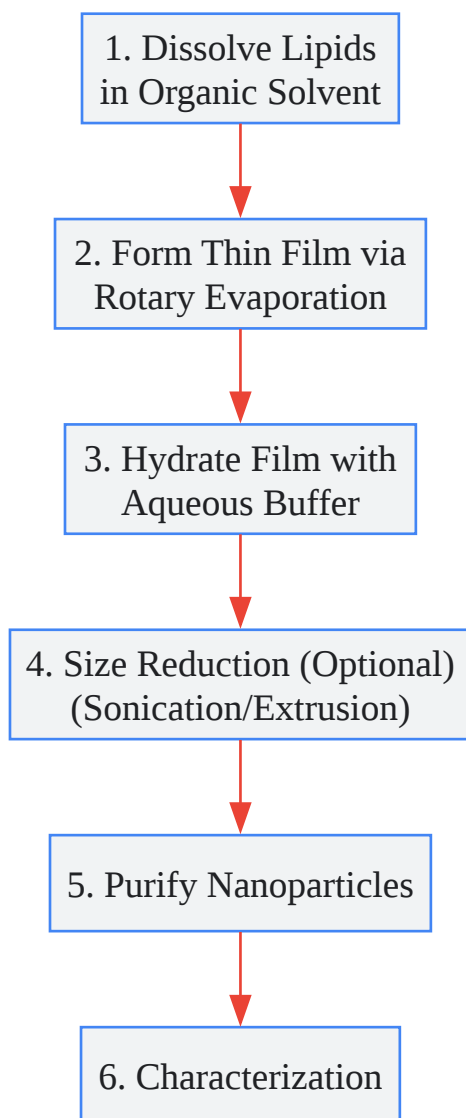 1. Dissolve Lipids
in Organic Solvent
2. Form Thin Film via
Rotary Evaporation
3. Hydrate Film with
Aqueous Buffer
4. Size Reduction (Optional)
(Sonication/Extrusion)
5. Purify Nanoparticles
6. Characterization